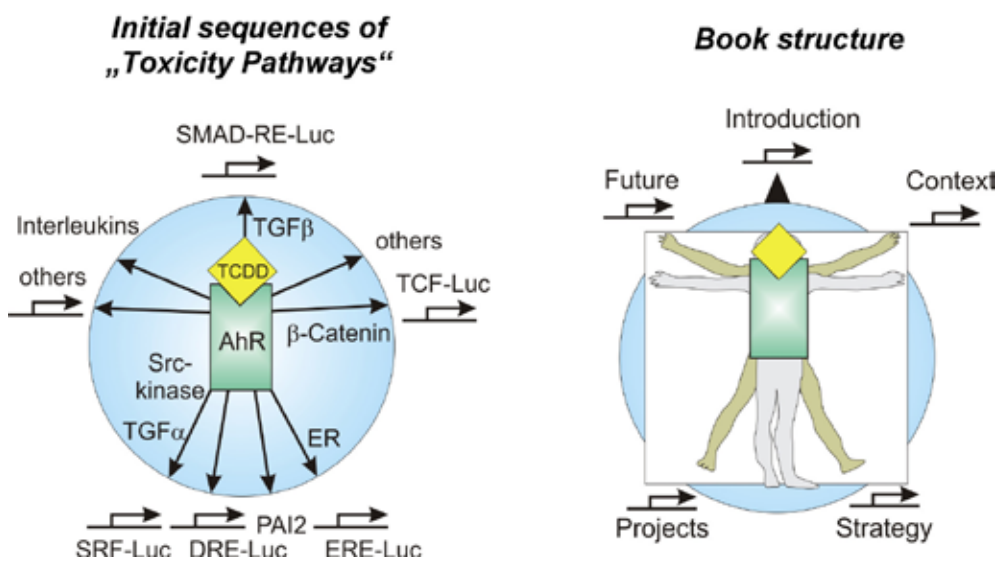 Initial sequences of
„Toxicity Pathways“
SMAD-RE-Luc
Interleukins
TGFβ
others
others
TCDD
TCF-Luc
AhR
β-Catenin
Src-
kinase
TGFα
ER
PAI2
SRF-Luc
DRE-Luc
ERE-Luc
Book structure
Introduction
Future
Context
Projects
Strategy